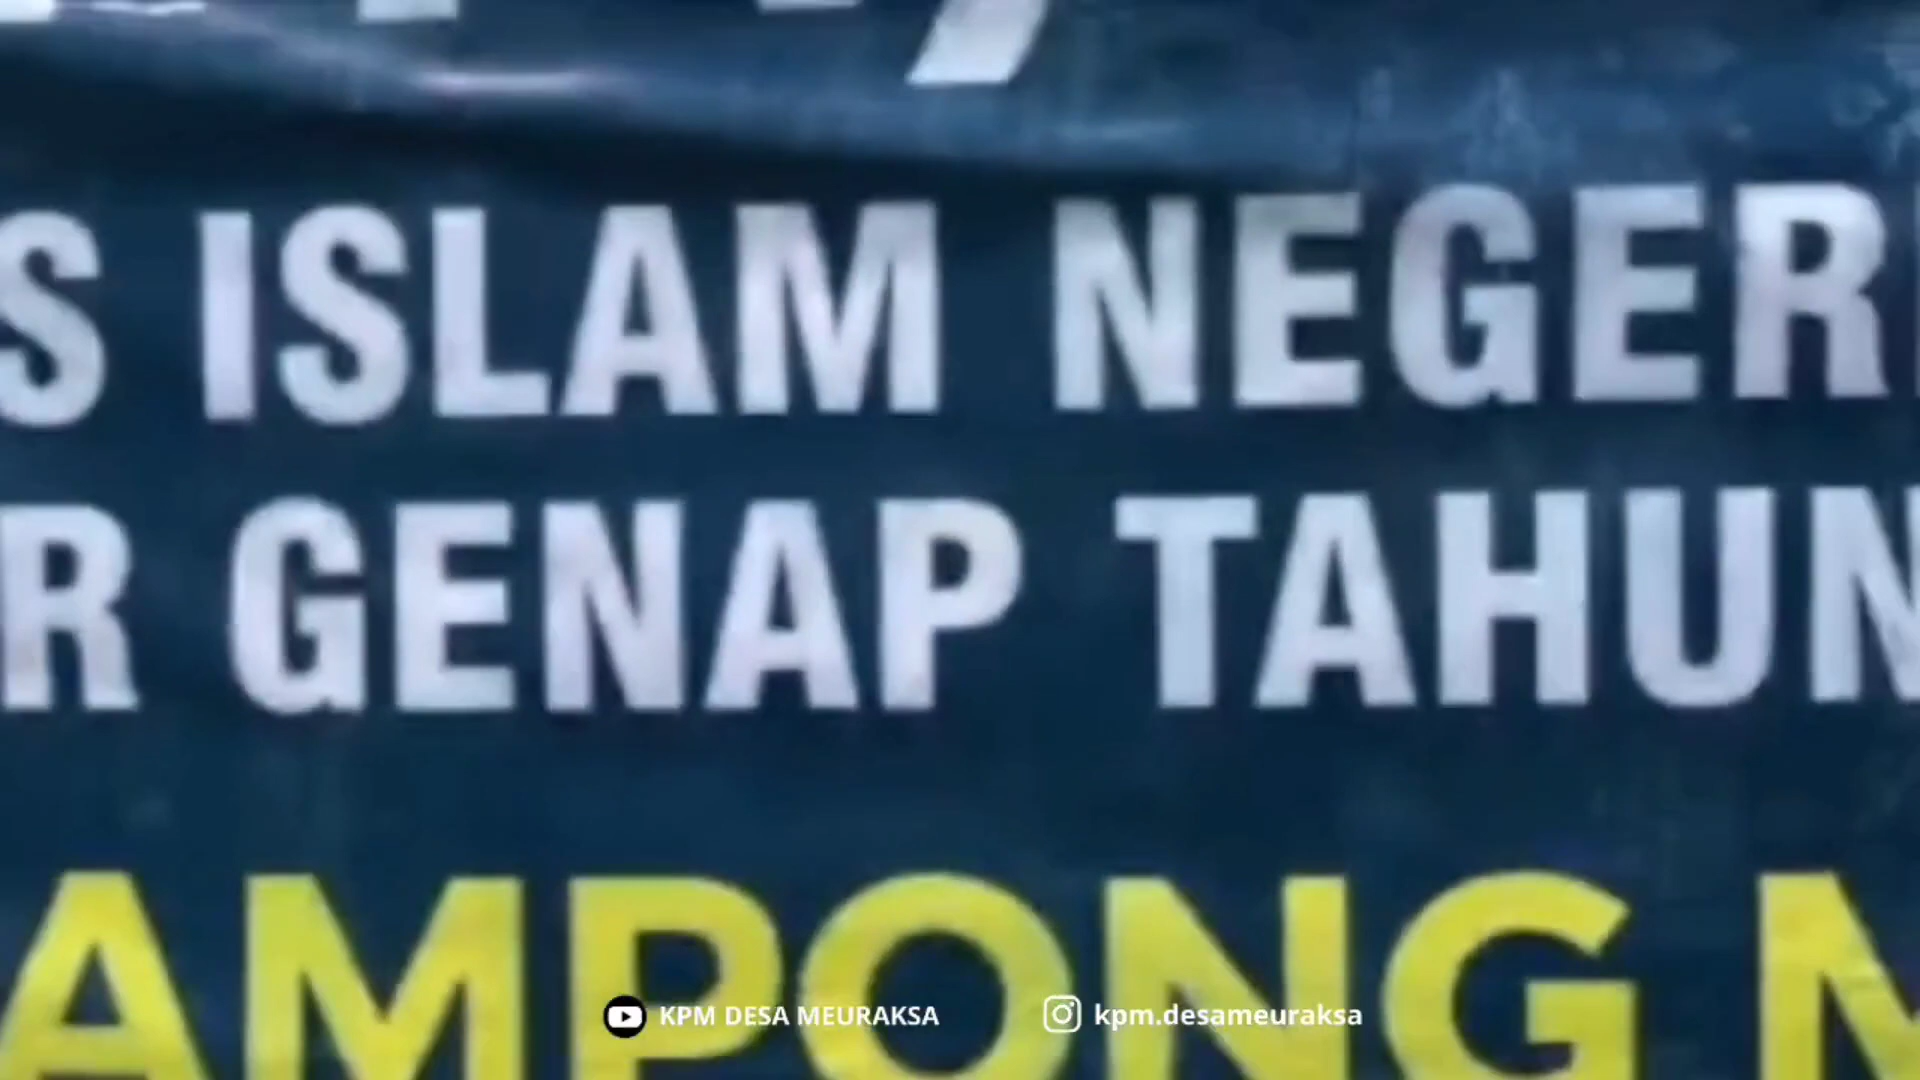 S ISLAM NEGERI
R GENAP TAHUN
AMPONG M
KPM DESA MEURAKSA
kpm.desameuraksa